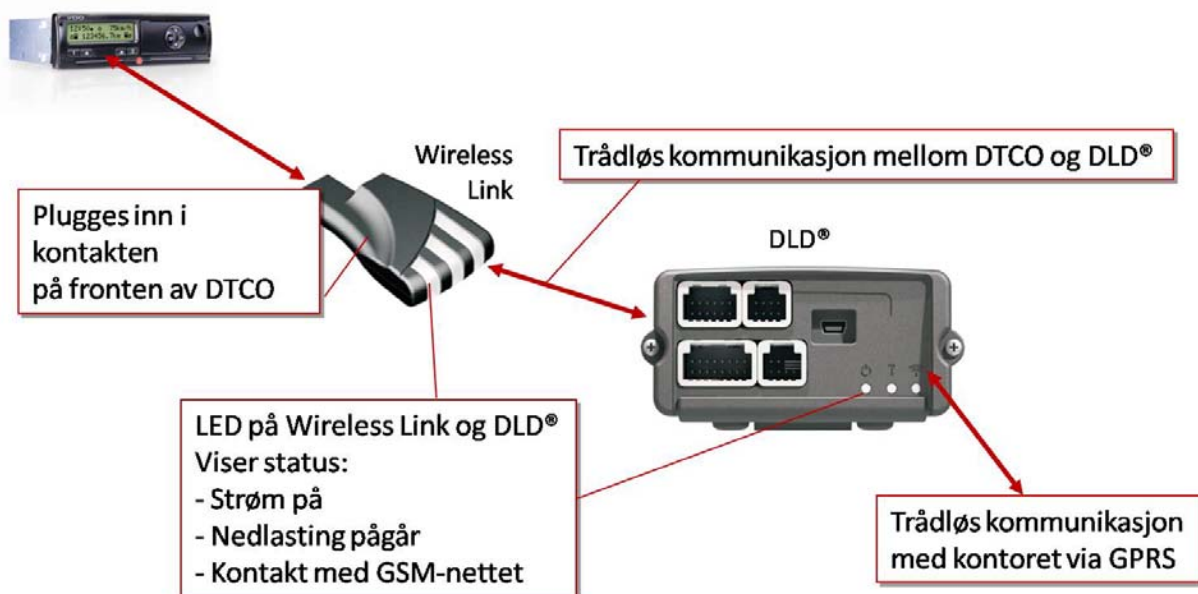 VDO
Wireless
Link
Trådløs kommunikasjon mellom DTCO og DLD®
Plugges inn i
kontakten
på fronten av DTCO
DLD®
LED på Wireless Link og DLD®
Viser status:
- Strøm på
- Nedlasting pågår
- Kontakt med GSM-nettet
Trådløs kommunikasjon
med kontoret via GPRS